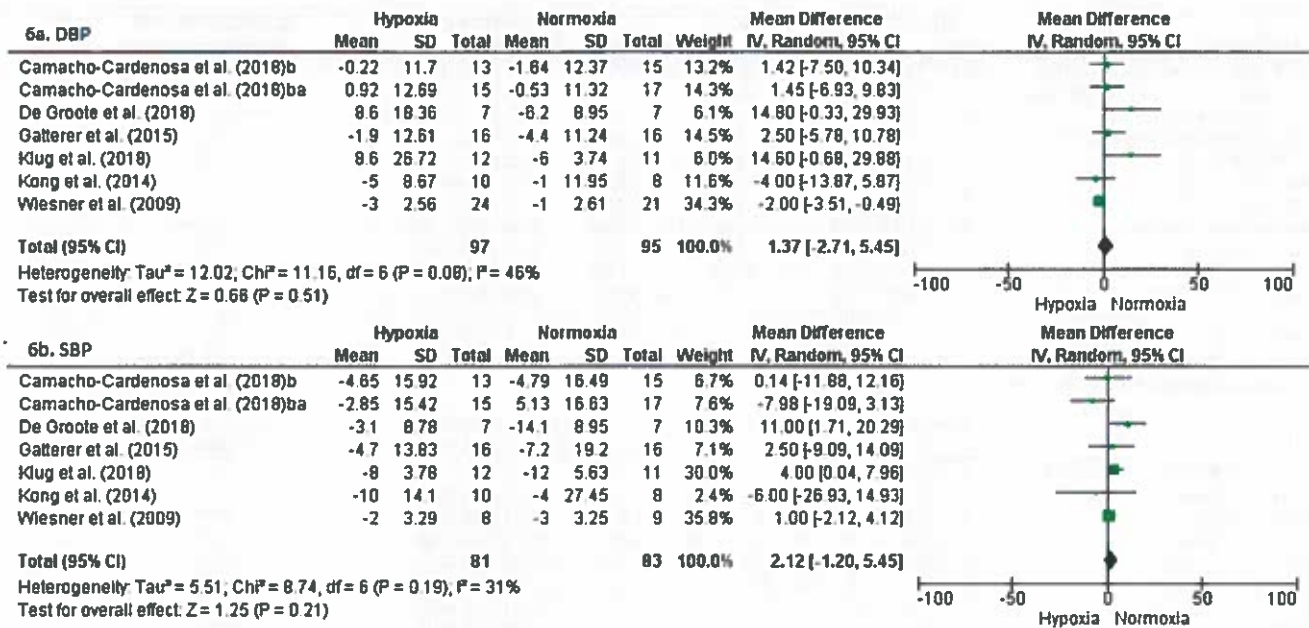 6a. DBP Hypoxia Normoxia Mean Difference Mean Difference
Mean SD Total Mean SD Total Weight IV, Random, 95% CI IV, Random, 95% CI
Camacho-Cardenosa et al. (2018)b -0.22 11.7 13 -1.64 12.37 15 13.2% 1.42 [-7.50, 10.34]
Camacho-Cardenosa et al. (2018)ba 0.92 12.69 15 -0.53 11.32 17 14.3% 1.45 [-6.93, 9.83]
De Groote et al. (2018) 8.6 18.36 7 -6.2 8.95 7 6.1% 14.80 [-0.33, 29.93]
Gatterer et al. (2015) -1.9 12.61 16 -4.4 11.24 16 14.5% 2.50 [-5.78, 10.78]
Klug et al. (2018) 8.6 26.72 12 -6 3.74 11 6.0% 14.60 [-0.68, 29.88]
Kong et al. (2014) -5 8.67 10 -1 11.95 8 11.6% -4.00 [-13.87, 5.87]
Wiesner et al. (2009) -3 2.56 24 -1 2.61 21 34.3% -2.00 [-3.51, -0.49]
Total (95% CI) 97 95 100.0% 1.37 [-2.71, 5.45]
Heterogeneity: Tau² = 12.02; Chi² = 11.16, df = 6 (P = 0.08); I² = 46%
Test for overall effect: Z = 0.66 (P = 0.51)
-100 -50 0 50 100
Hypoxia Normoxia
6b. SBP Hypoxia Normoxia Mean Difference Mean Difference
Mean SD Total Mean SD Total Weight IV, Random, 95% CI IV, Random, 95% CI
Camacho-Cardenosa et al. (2018)b -4.65 15.92 13 -4.79 16.49 15 6.7% 0.14 [-11.88, 12.16]
Camacho-Cardenosa et al. (2018)ba -2.85 15.42 15 5.13 16.63 17 7.6% -7.98 [-19.09, 3.13]
De Groote et al. (2018) -3.1 8.78 7 -14.1 8.95 7 10.3% 11.00 [1.71, 20.29]
Gatterer et al. (2015) -4.7 13.83 16 -7.2 19.2 16 7.1% 2.50 [-9.09, 14.09]
Klug et al. (2018) -8 3.78 12 -12 5.63 11 30.0% 4.00 [0.04, 7.96]
Kong et al. (2014) -10 14.1 10 -4 27.45 8 2.4% -6.00 [-26.93, 14.93]
Wiesner et al. (2009) -2 3.29 8 -3 3.25 9 35.8% 1.00 [-2.12, 4.12]
Total (95% CI) 81 83 100.0% 2.12 [-1.20, 5.45]
Heterogeneity: Tau² = 5.51; Chi² = 8.74, df = 6 (P = 0.19); I² = 31%
Test for overall effect: Z = 1.25 (P = 0.21)
-100 -50 0 50 100
Hypoxia Normoxia